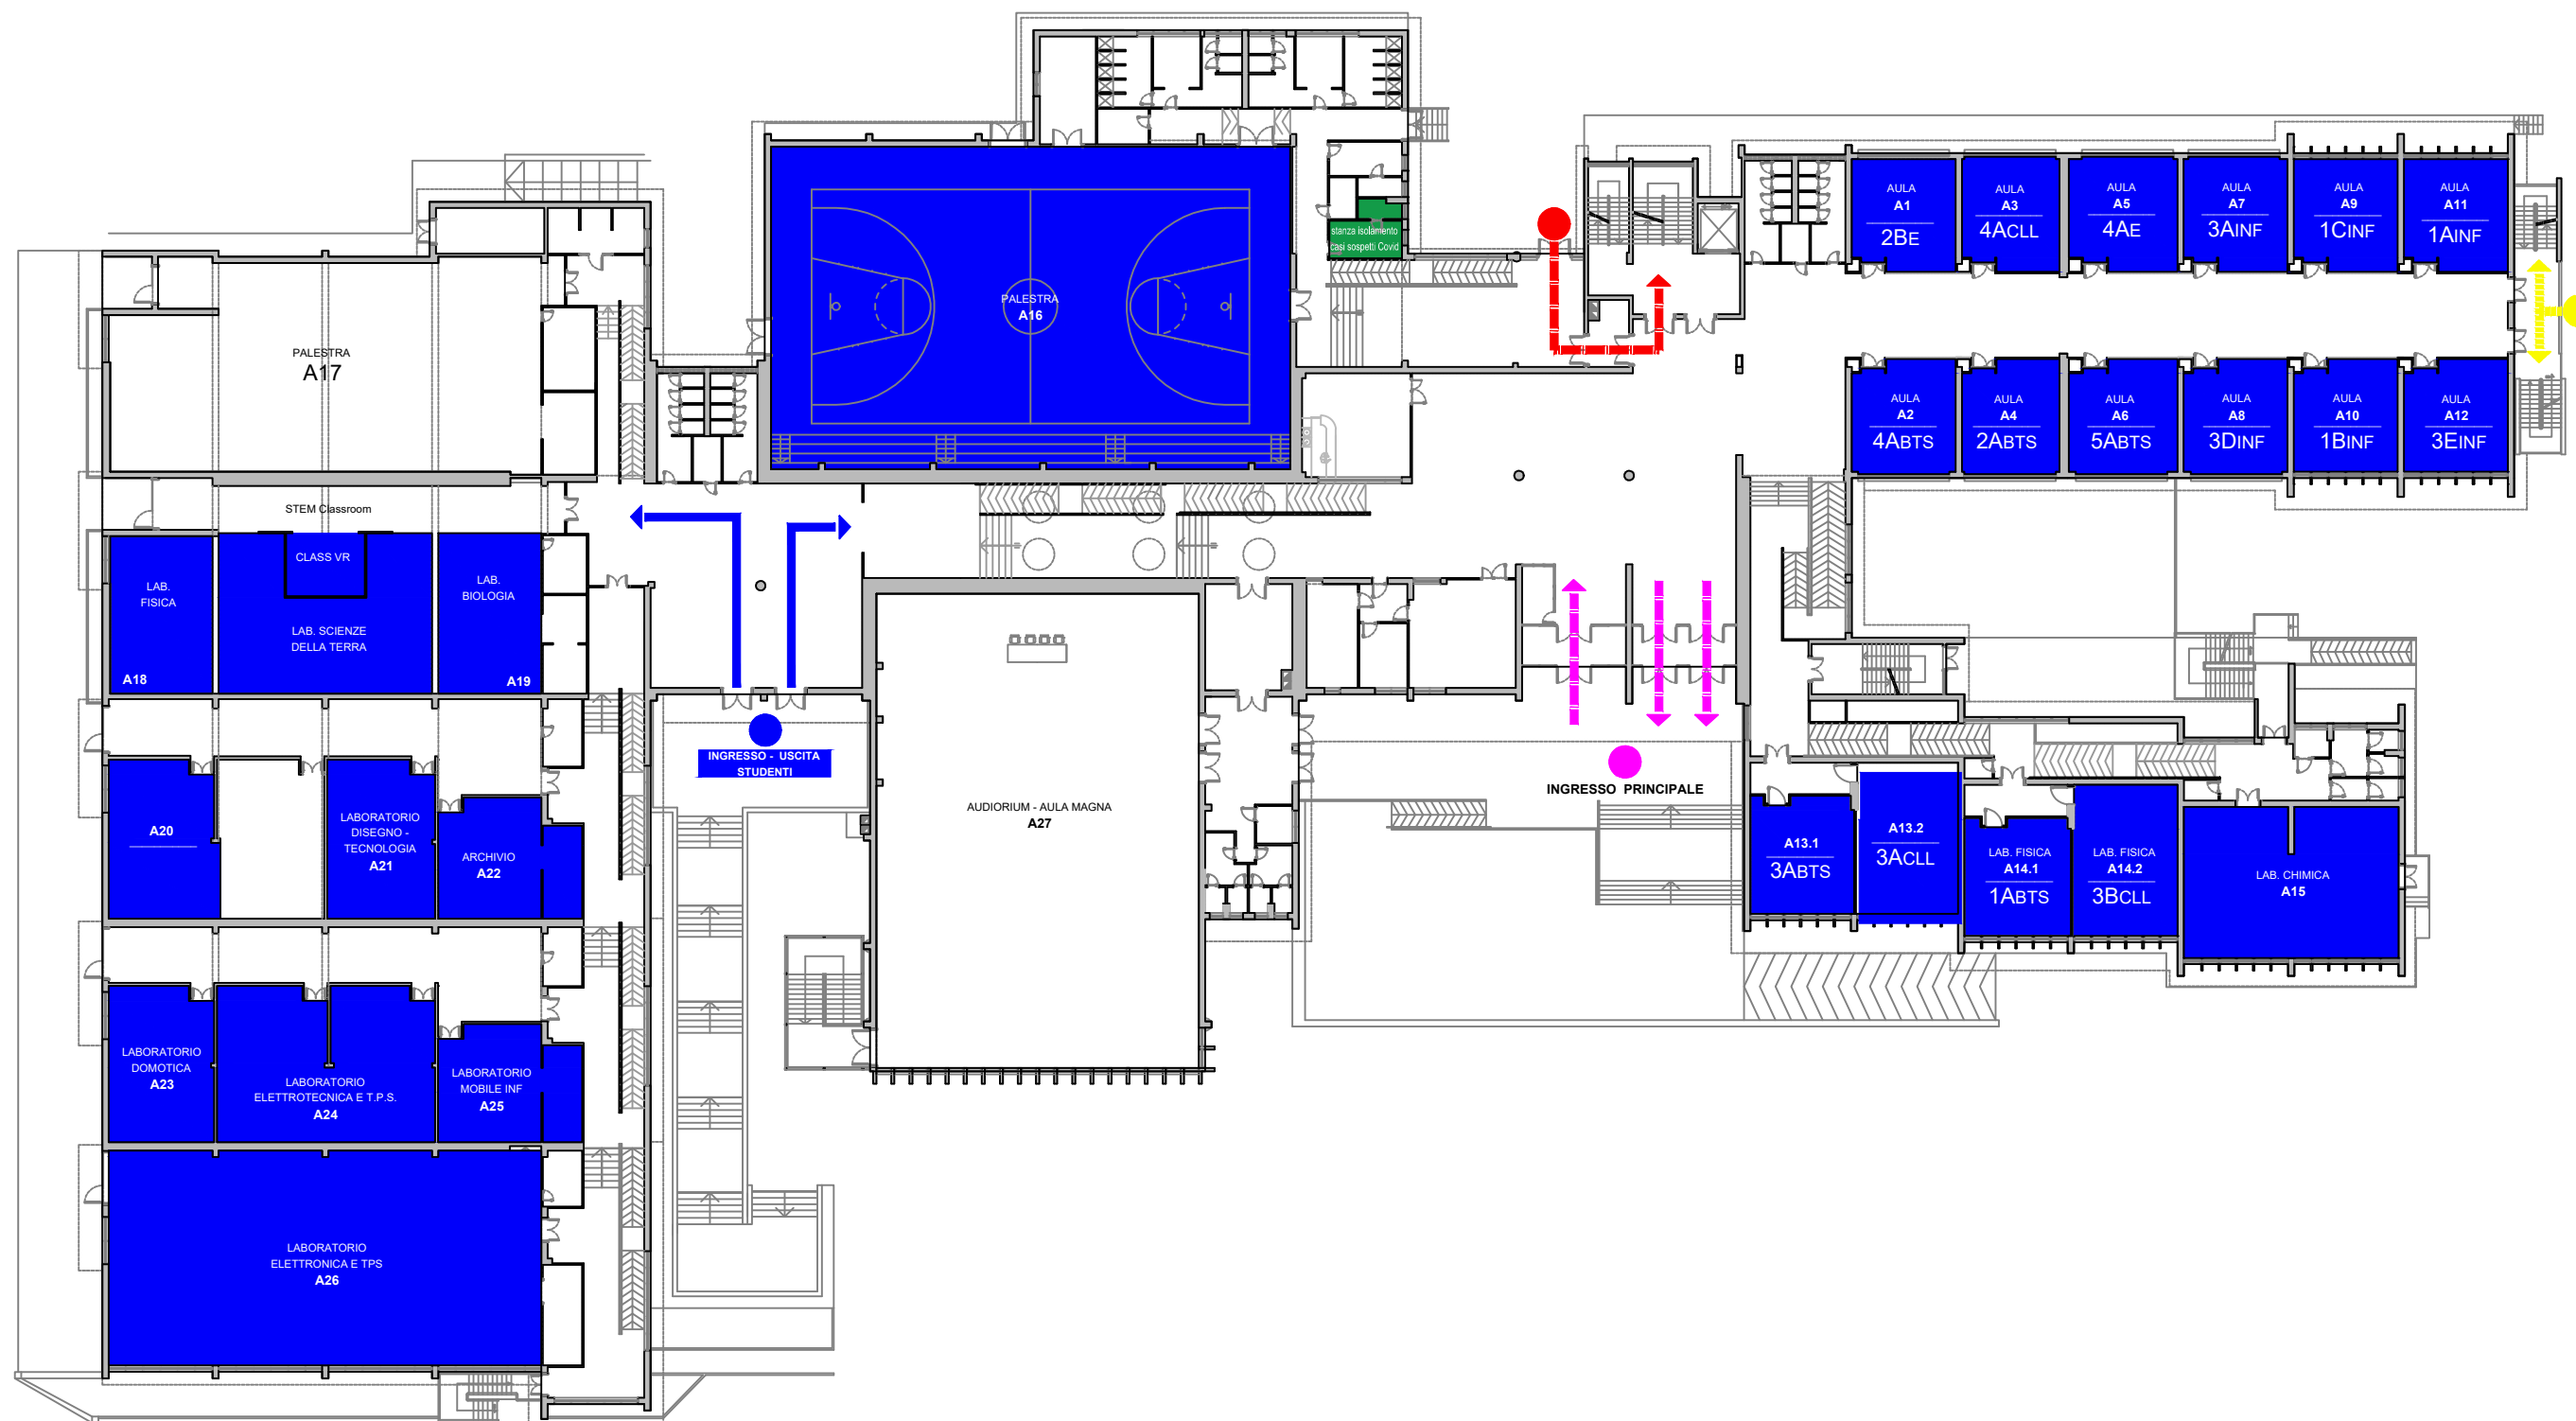 AULA
A1
2BE
AULA
A3
4ACLL
AULA
A5
4AE
AULA
A7
3AINF
AULA
A9
1CINF
AULA
A11
1AINF
stanza isolamento
casi sospetti Covid
PALESTRA
A16
PALESTRA
A17
AULA
A2
4ABTS
AULA
A4
2ABTS
AULA
A6
5ABTS
AULA
A8
3DINF
AULA
A10
1BINF
AULA
A12
3EINF
STEM Classroom
CLASS VR
LAB.
FISICA
A18
LAB. SCIENZE
DELLA TERRA
LAB.
BIOLOGIA
A19
INGRESSO - USCITA
STUDENTI
INGRESSO PRINCIPALE
AUDIORIUM - AULA MAGNA
A27
A20
LABORATORIO
DISEGNO -
TECNOLOGIA
A21
ARCHIVIO
A22
A13.1
3ABTS
A13.2
3ACLL
LAB. FISICA
A14.1
1ABTS
LAB. FISICA
A14.2
3BCLL
LAB. CHIMICA
A15
LABORATORIO
DOMOTICA
A23
LABORATORIO
ELETTROTECNICA E T.P.S.
A24
LABORATORIO
MOBILE INF
A25
LABORATORIO
ELETTRONICA E TPS
A26